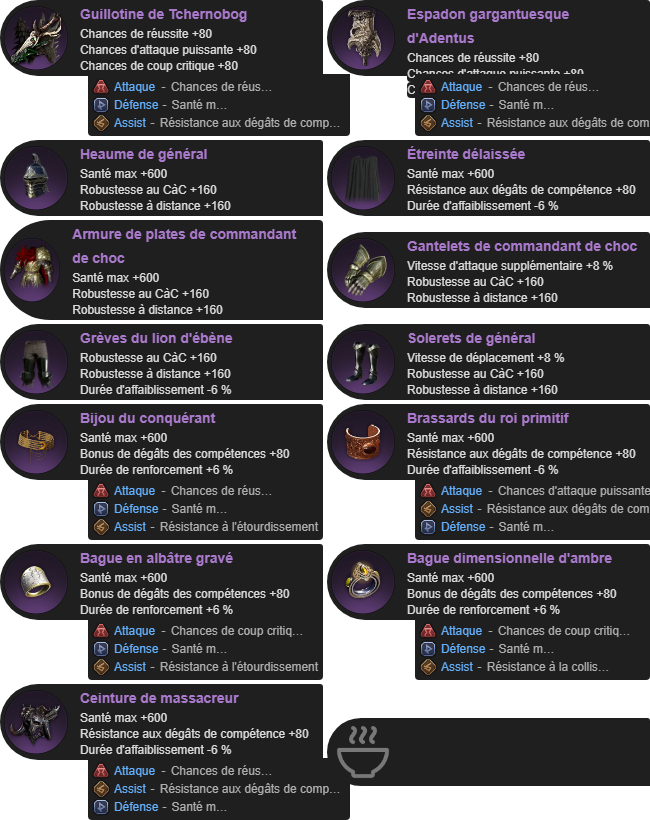 Guillotine de Tchernobog
Chances de réussite +80
Chances d'attaque puissante +80
Chances de coup critique +80
Attaque - Chances de réus…
Défense - Santé m…
Assist - Résistance aux dégâts de comp…
Espadon gargantuesque
d'Adentus
Chances de réussite +80
Chances d'attaque puissante +80
C
Attaque - Chances de réus…
Défense - Santé m…
Assist - Résistance aux dégâts de com
Heaume de général
Santé max +600
Robustesse au CàC +160
Robustesse à distance +160
Étreinte délaissée
Santé max +600
Résistance aux dégâts de compétence +80
Durée d'affaiblissement -6 %
Armure de plates de commandant
de choc
Santé max +600
Robustesse au CàC +160
Robustesse à distance +160
Gantelets de commandant de choc
Vitesse d'attaque supplémentaire +8 %
Robustesse au CàC +160
Robustesse à distance +160
Grèves du lion d'ébène
Robustesse au CàC +160
Robustesse à distance +160
Durée d'affaiblissement -6 %
Solerets de général
Vitesse de déplacement +8 %
Robustesse au CàC +160
Robustesse à distance +160
Bijou du conquérant
Santé max +600
Bonus de dégâts des compétences +80
Durée de renforcement +6 %
Attaque - Chances de réus…
Défense - Santé m…
Assist - Résistance à l'étourdissement
Brassards du roi primitif
Santé max +600
Résistance aux dégâts de compétence +80
Durée d'affaiblissement -6 %
Attaque - Chances d'attaque puissante
Assist - Résistance aux dégâts de com
Défense - Santé m…
Bague en albâtre gravé
Santé max +600
Bonus de dégâts des compétences +80
Durée de renforcement +6 %
Attaque - Chances de coup critiq…
Défense - Santé m…
Assist - Résistance à l'étourdissement
Bague dimensionnelle d'ambre
Santé max +600
Bonus de dégâts des compétences +80
Durée de renforcement +6 %
Attaque - Chances de coup critiq…
Défense - Santé m…
Assist - Résistance à la collis…
Ceinture de massacreur
Santé max +600
Résistance aux dégâts de compétence +80
Durée d'affaiblissement -6 %
Attaque - Chances de réus…
Assist - Résistance aux dégâts de comp…
Défense - Santé m…